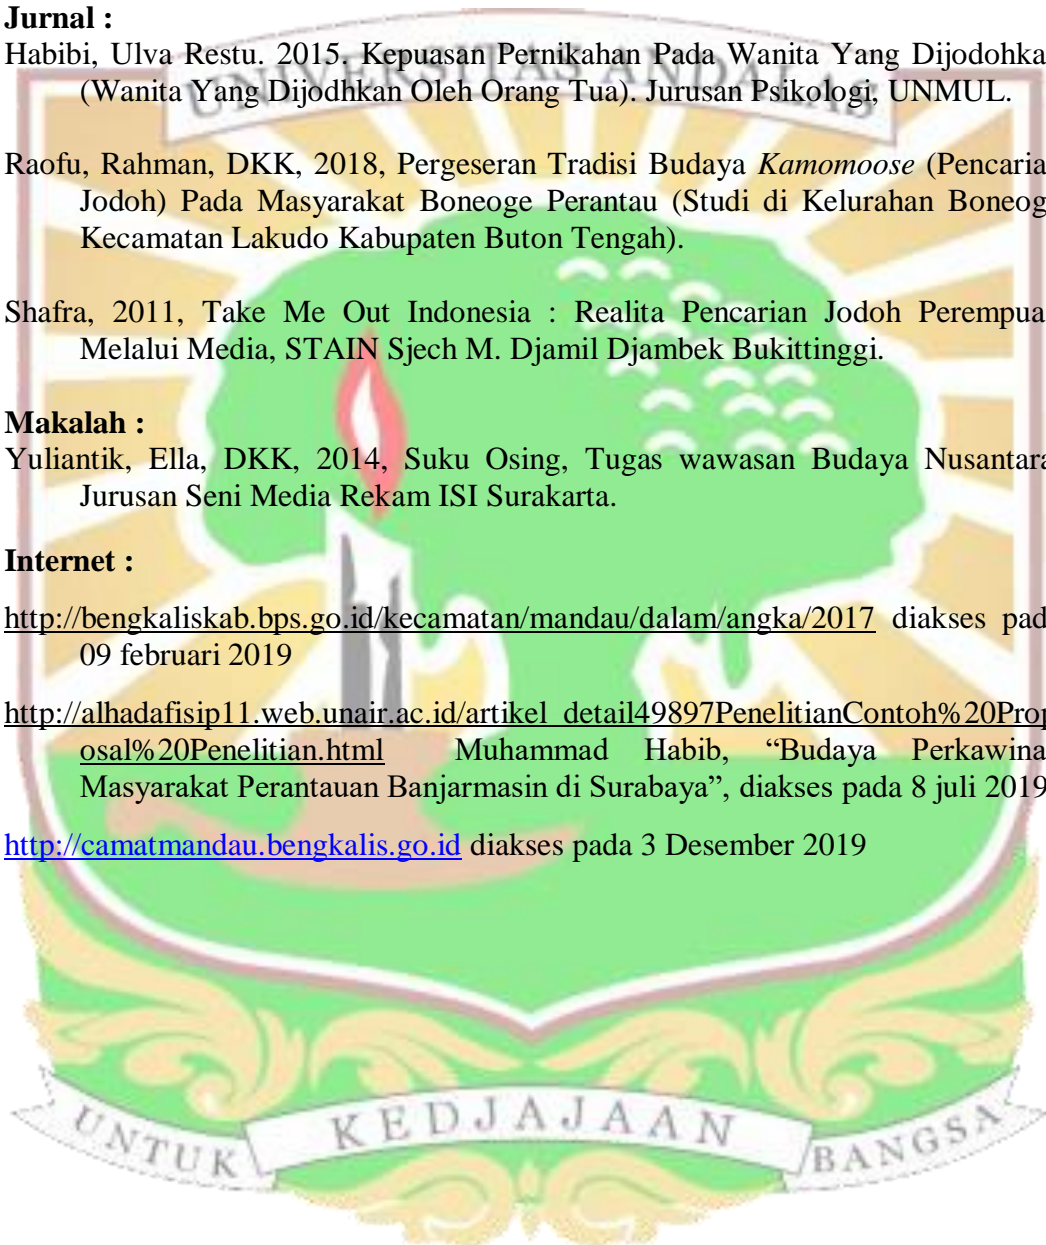 Jurnal :
Habibi, Ulva Restu. 2015. Kepuasan Pernikahan Pada Wanita Yang Dijodohka
(Wanita Yang Dijodhkan Oleh Orang Tua). Jurusan Psikologi, UNMUL.
Raofu, Rahman, DKK, 2018, Pergeseran Tradisi Budaya Kamomoose (Pencaria
Jodoh) Pada Masyarakat Boneoge Perantau (Studi di Kelurahan Boneog
Kecamatan Lakudo Kabupaten Buton Tengah).
Shafra, 2011, Take Me Out Indonesia : Realita Pencarian Jodoh Perempua
Melalui Media, STAIN Sjech M. Djamil Djambek Bukittinggi.
Makalah :
Yuliantik, Ella, DKK, 2014, Suku Osing, Tugas wawasan Budaya Nusantara
Jurusan Seni Media Rekam ISI Surakarta.
Internet :
http://bengkaliskab.bps.go.id/kecamatan/mandau/dalam/angka/2017 diakses pad
09 februari 2019
http://alhadafisip11.web.unair.ac.id/artikel_detail49897PenelitianContoh%20Prop
osal%20Penelitian.html Muhammad Habib, “Budaya Perkawina
Masyarakat Perantauan Banjarmasin di Surabaya”, diakses pada 8 juli 2019
http://camatmandau.bengkalis.go.id diakses pada 3 Desember 2019
UNIVERSITAS ANDALAS
UNTUK KEDJAJAAN BANGSA